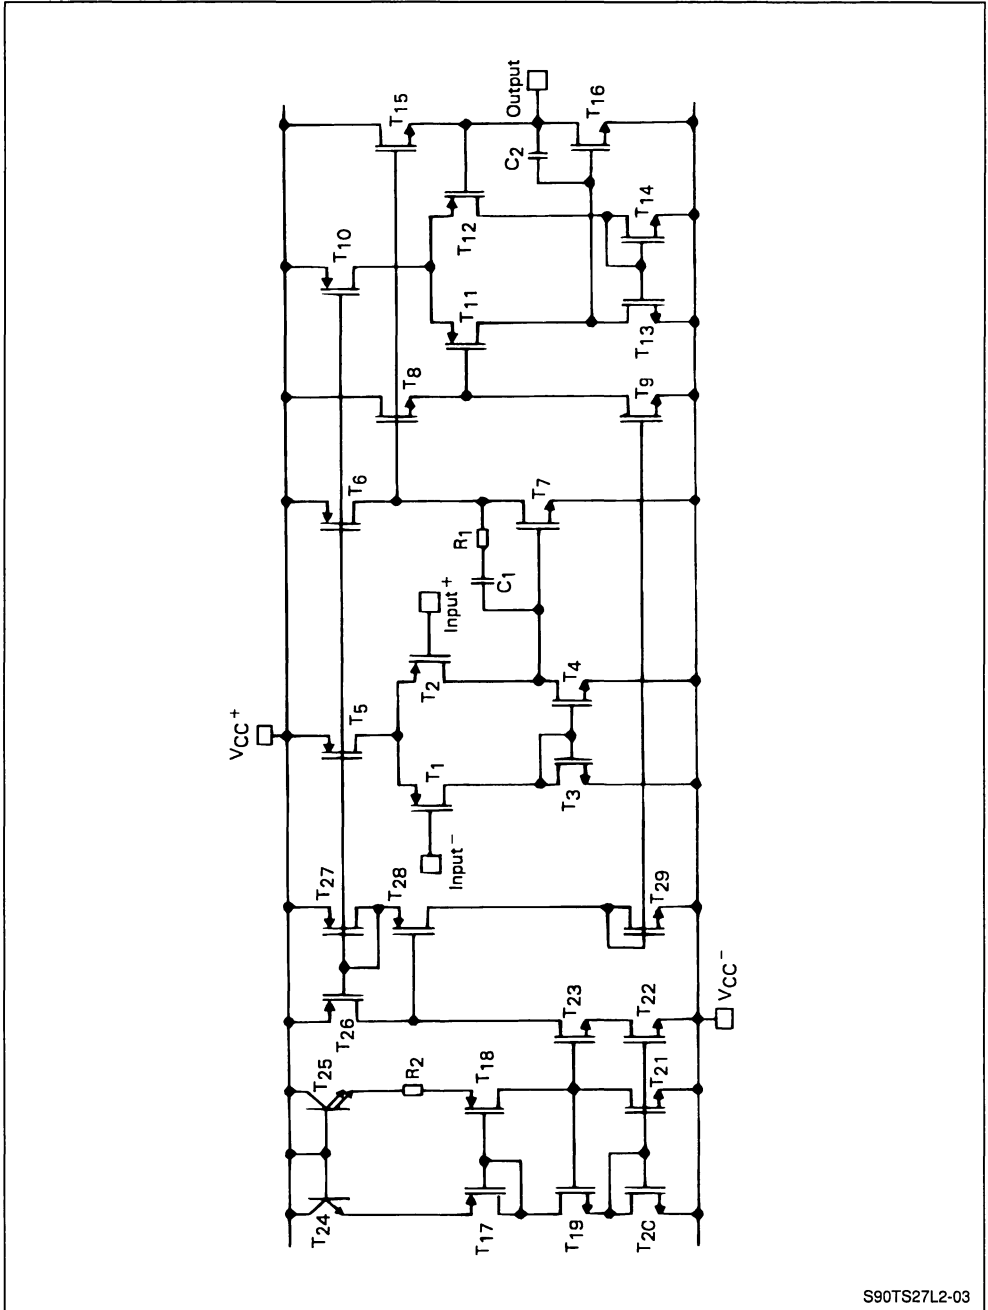 T24
T25
T26
T27
T28
VCC+
T5
T6
T10
T8
T15
R2
T17
T18
Input−
T1
T2
Input+
C1
R1
T7
T11
T12
C2
Output
T16
T19
T23
T3
T4
T9
T13
T14
T20
T21
T22
T29
VCC−
S90TS27L2-03